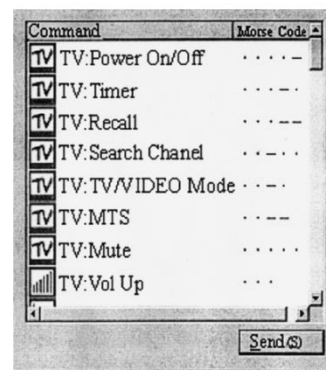 Command Morse Code
TV TV:Power On/Off ····−
TV TV:Timer ···−·
TV TV:Recall ···−−
TV TV:Search Chanel ··−··
TV TV:TV/VIDEO Mode ··−·
TV TV:MTS ··−−
TV TV:Mute ·····
TV:Vol Up ···
Send(S)